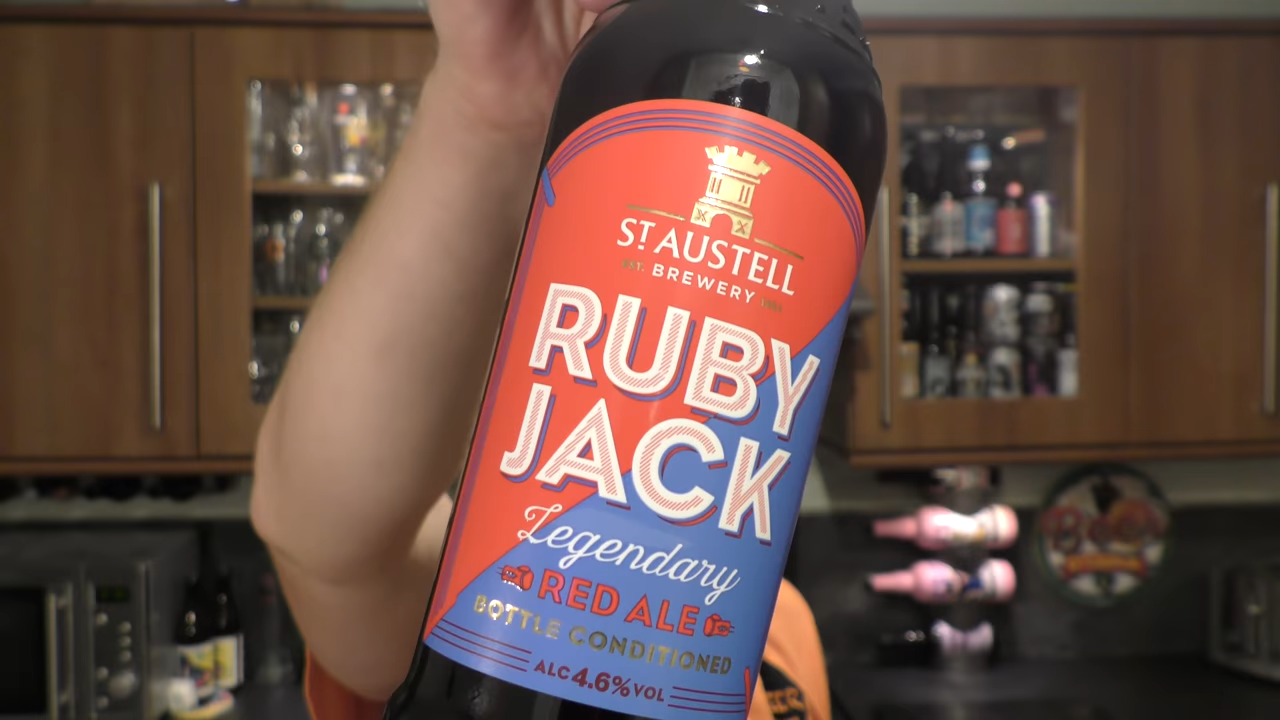 ST AUSTELL
EST. BREWERY
RUBY
JACK
Legendary
RED ALE
BOTTLE CONDITIONED
ALC 4.6% VOL